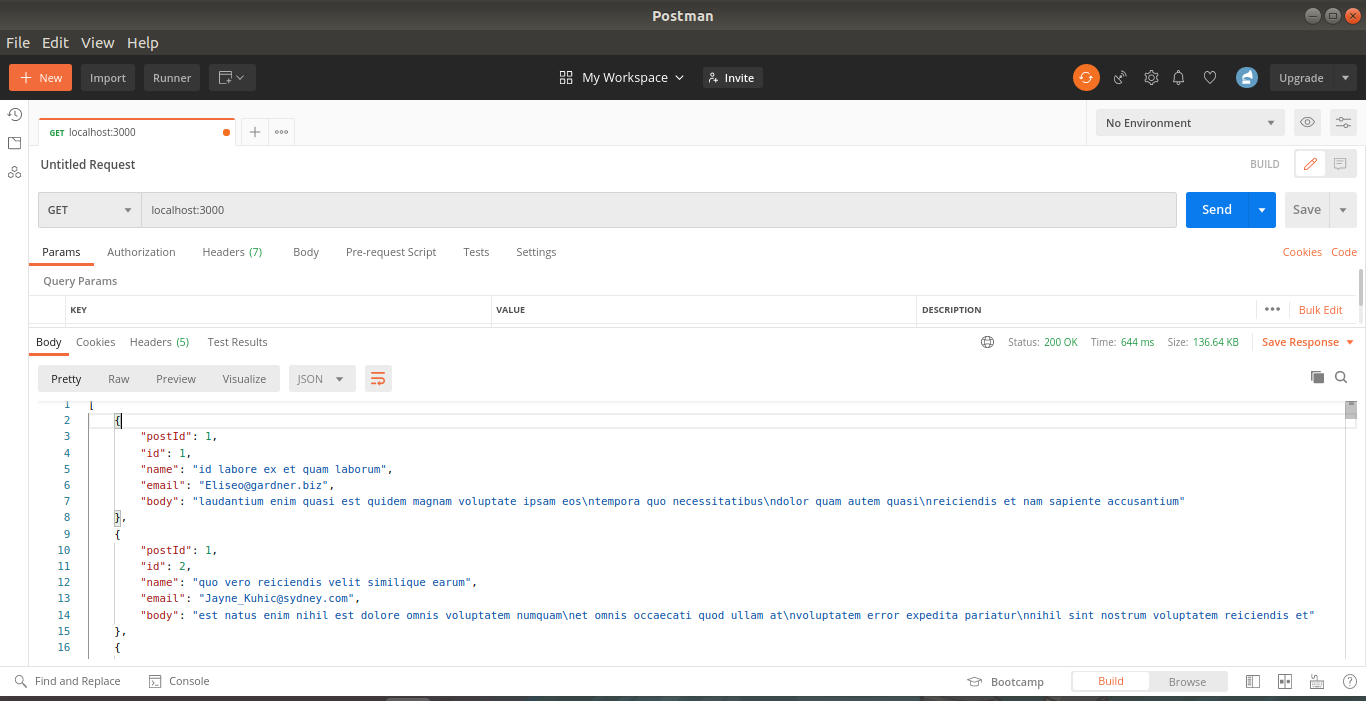 Postman
File Edit View Help
+ New Import Runner My Workspace Invite Upgrade
GET localhost:3000 No Environment
Untitled Request BUILD
GET localhost:3000 Send Save
Params Authorization Headers (7) Body Pre-request Script Tests Settings Cookies Code
Query Params
KEY VALUE DESCRIPTION ••• Bulk Edit
Body Cookies Headers (5) Test Results Status: 200 OK Time: 644 ms Size: 136.64 KB Save Response
Pretty Raw Preview Visualize JSON
1 [
2 {
3 "postId": 1,
4 "id": 1,
5 "name": "id labore ex et quam laborum",
6 "email": "Eliseo@gardner.biz",
7 "body": "laudantium enim quasi est quidem magnam voluptate ipsam eos\ntempora quo necessitatibus\ndolor quam autem quasi\nreiciendis et nam sapiente accusantium"
8 },
9 {
10 "postId": 1,
11 "id": 2,
12 "name": "quo vero reiciendis velit similique earum",
13 "email": "Jayne_Kuhic@sydney.com",
14 "body": "est natus enim nihil est dolore omnis voluptatem numquam\net omnis occaecati quod ullam at\nvoluptatem error expedita pariatur\nnihil sint nostrum voluptatem reiciendis et"
15 },
16 {
Find and Replace Console Bootcamp Build Browse